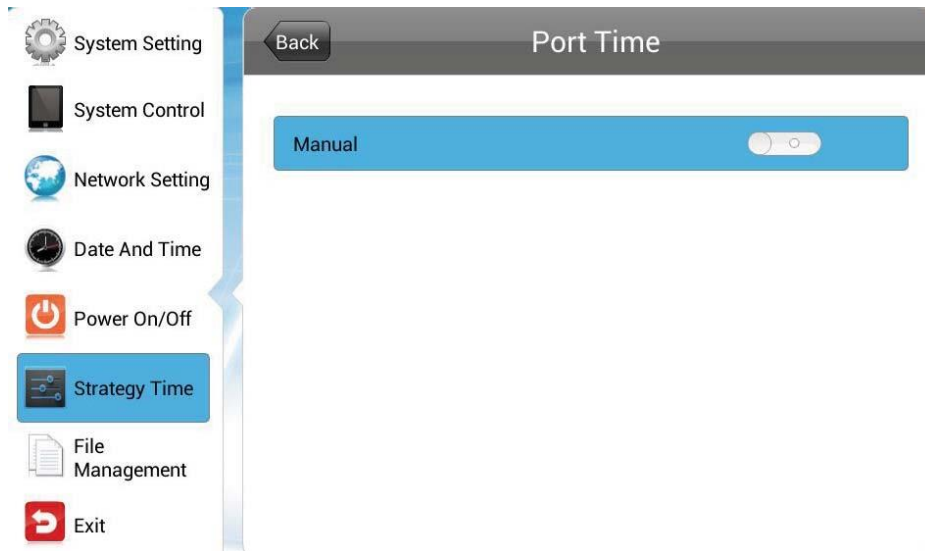 System Setting
System Control
Network Setting
Date And Time
Power On/Off
Strategy Time
File
Management
Exit
Back
Port Time
Manual